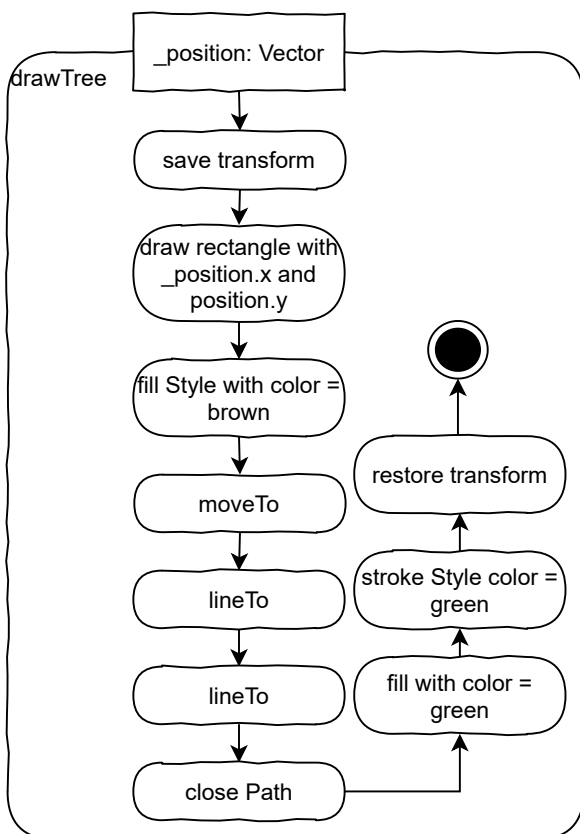 _position: Vector
drawTree
save transform
draw rectangle with
_position.x and
position.y
fill Style with color =
brown
moveTo
lineTo
lineTo
close Path
fill with color =
green
stroke Style color =
green
restore transform